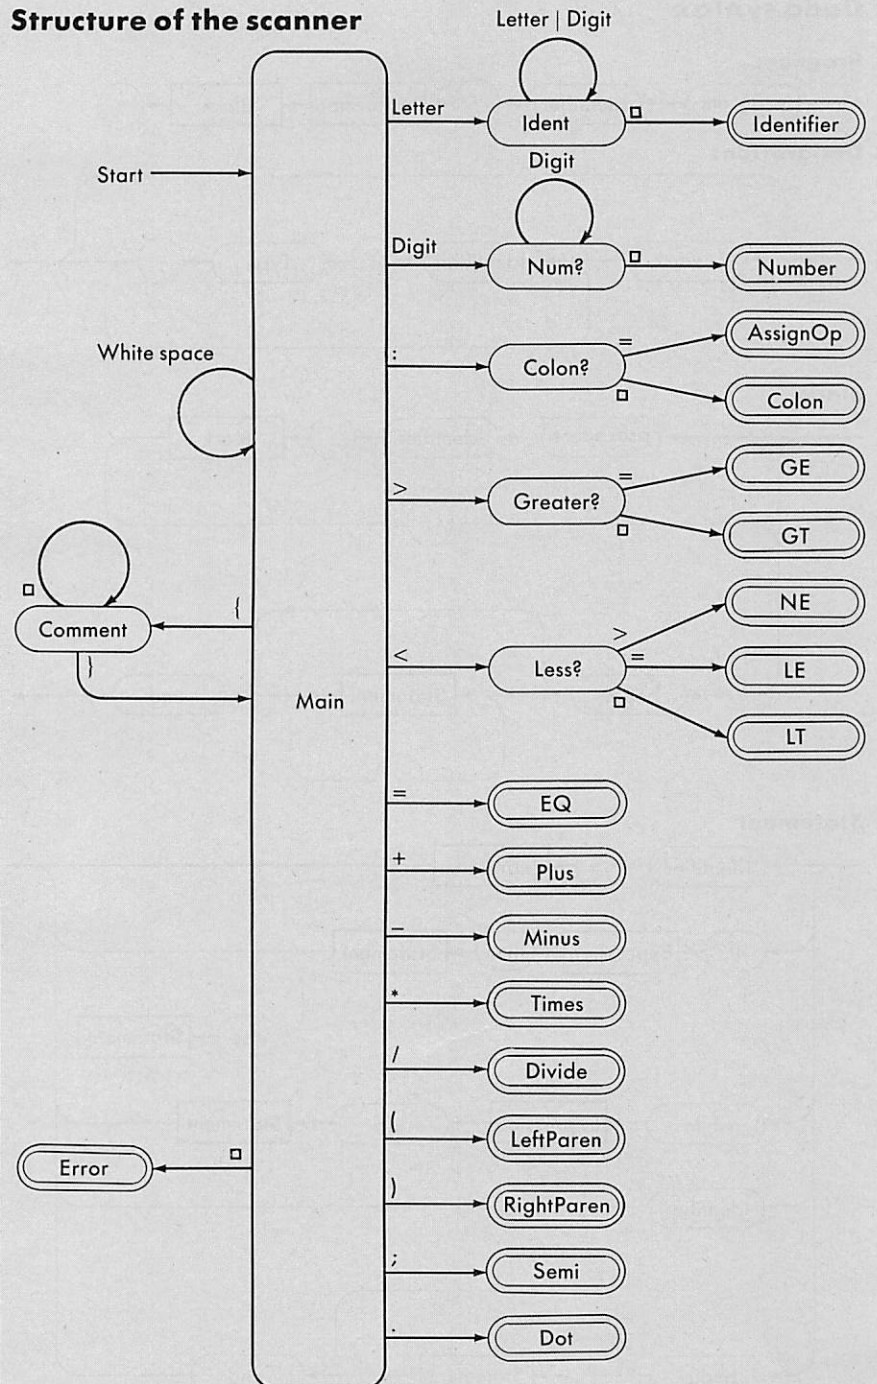 Structure of the scanner
Letter | Digit
Letter
Ident
□
Identifier
Start
Digit
Digit
Num?
□
Number
White space
:
Colon?
=
AssignOp
□
Colon
>
Greater?
=
GE
□
GT
□
Comment
{
}
<
Less?
>
NE
=
LE
□
LT
Main
=
EQ
+
Plus
–
Minus
*
Times
/
Divide
(
LeftParen
Error
□
)
RightParen
;
Semi
.
Dot